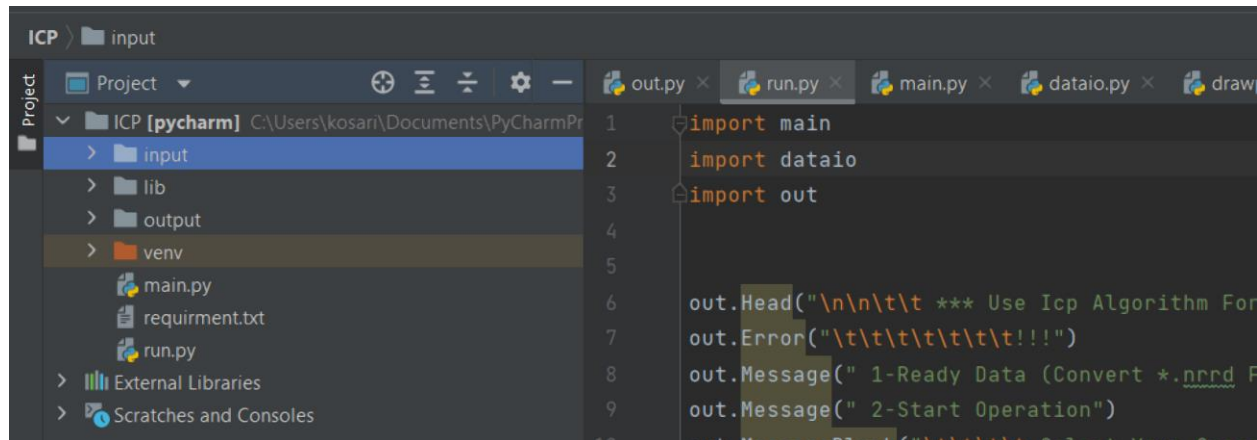 ICP input
Project
Project
out.py run.py main.py dataio.py draw
ICP [pycharm] C:\Users\kosari\Documents\PyCharmPr
input
lib
output
venv
main.py
requirment.txt
run.py
External Libraries
Scratches and Consoles
1 import main
2 import dataio
3 import out
4
5
6 out.Head("\n\n\t\t *** Use Icp Algorithm For
7 out.Error("\t\t\t\t\t\t\t!!!")
8 out.Message(" 1-Ready Data (Convert *.nrrd F
9 out.Message(" 2-Start Operation")